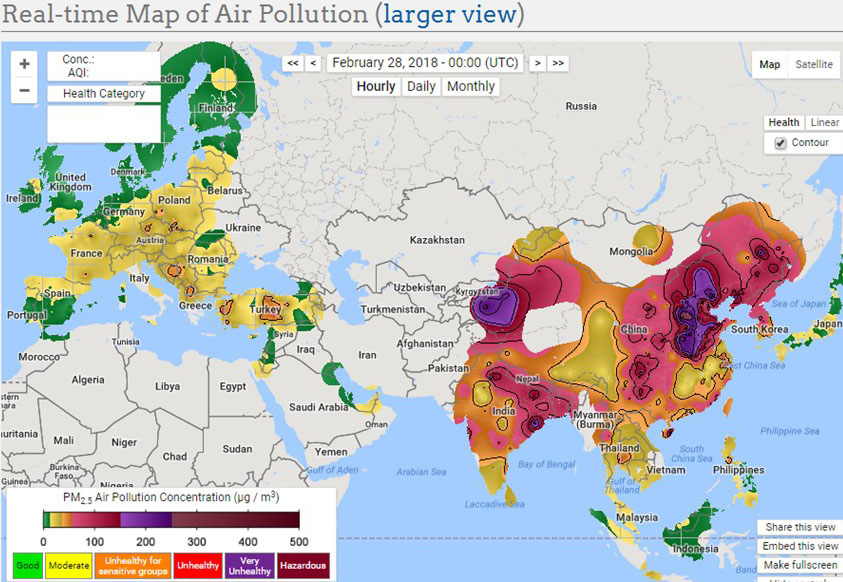 Real-time Map of Air Pollution (larger view)
+
−
Conc.:
AQI:
Health Category
<< < February 28, 2018 - 00:00 (UTC) > >>
Hourly Daily Monthly
Map Satellite
Health Linear
Contour
eden
Finland
Russia
Denmark
United
Kingdom
Ireland
Belarus
Poland
Germany
Ukraine
Austria
France
Romania
Kazakhstan
Mongolia
Italy
Spain
Portugal
Greece
Turkey
Uzbekistan
Kyrgyzstan
Turkmenistan
Sea of Japan
China
South Korea
Japan
Syria
Tunisia
Morocco
Iraq
Iran
Afghanistan
Pakistan
East China Sea
Algeria
Libya
Egypt
Nepal
stern
hara
Saudi Arabia
India
Myanmar
(Burma)
Oman
auritania
Mali
Niger
Sudan
Chad
Yemen
Philippine Sea
Thailand
South
China Sea
Burkina
Faso
Guinea
Nigeria
Gulf of Aden
Arabian Sea
Bay of Bengal
Vietnam
Philippines
Gulf of
Thailand
Laccadive Sea
Malaysia
Indonesia
Band
PM2.5 Air Pollution Concentration (µg / m³)
0 100 200 300 400 500
Good
Moderate
Unhealthy for
sensitive groups
Unhealthy
Very
Unhealthy
Hazardous
Share this view
Embed this view
Make fullscreen